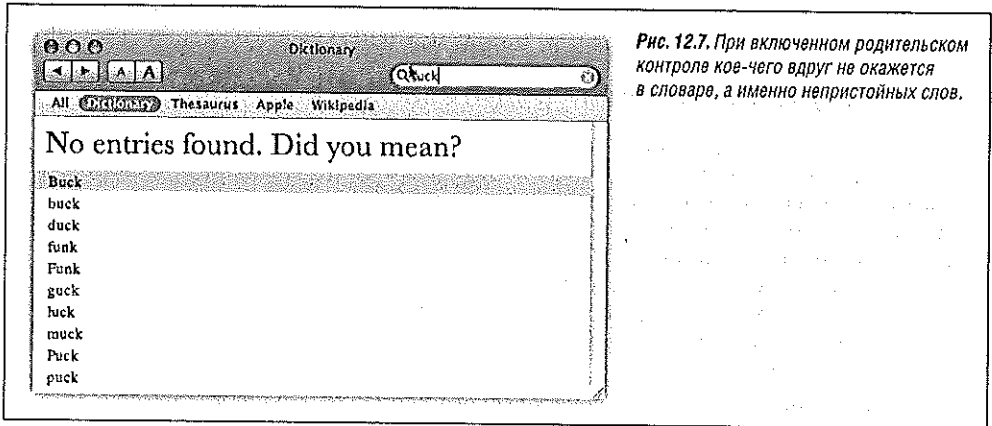 Dictionary
A A
uck
All Dictionary Thesaurus Apple Wikipedia
No entries found. Did you mean?
Buck
buck
duck
funk
Funk
guck
luck
muck
Puck
puck
Рис. 12.7. При включенном родительском
контроле кое-чего вдруг не окажется
в словаре, а именно непристойных слов.